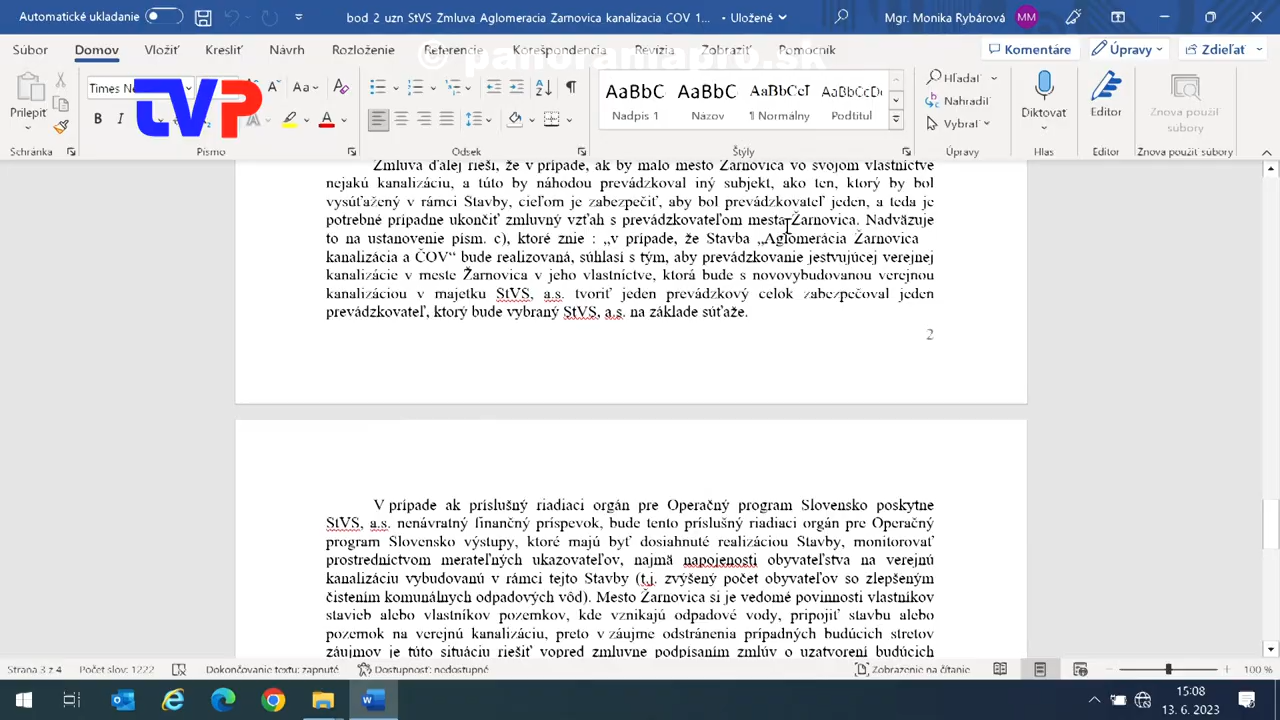 Automatické ukladanie
bod 2 uzn StVS Zmluva Aglomeracia Zarnovica kanalizacia COV 1... • Uložené
Mgr. Monika Rybárová
MM
Súbor Domov Vložiť Kresliť Návrh Rozloženie Referencie Korešpondencia Revízia Zobraziť Pomocník
Komentáre Úpravy Zdieľať
© panoramapro.sk
Prilepiť
Times Ne
TVP
B I
Aa
A
AaBbC AaBbC AaBbCcI AaBbCcDi
Nadpis 1 Názov ¶ Normálny Podtitul
Hľadať
Nahradiť
Vybrať
Diktovať
Editor
Znova použiť súbory
Schránka Písmo Odsek Štýly Úpravy Hlas Editor Znova použiť súbory
Zmluva ďalej rieši, že v prípade, ak by malo mesto Žarnovica vo svojom vlastníctve
nejakú kanalizáciu, a túto by náhodou prevádzkoval iný subjekt, ako ten, ktorý by bol
vysúťažený v rámci Stavby, cieľom je zabezpečiť, aby bol prevádzkovateľ jeden, a teda je
potrebné prípadne ukončiť zmluvný vzťah s prevádzkovateľom mesta Žarnovica. Nadväzuje
to na ustanovenie písm. c), ktoré znie : „v prípade, že Stavba „Aglomerácia Žarnovica
kanalizácia a ČOV“ bude realizovaná, súhlasí s tým, aby prevádzkovanie jestvujúcej verejnej
kanalizácie v meste Žarnovica v jeho vlastníctve, ktorá bude s novovybudovanou verejnou
kanalizáciou v majetku StVS, a.s. tvoriť jeden prevádzkový celok zabezpečoval jeden
prevádzkovateľ, ktorý bude vybraný StVS, a.s. na základe súťaže.
2
V prípade ak príslušný riadiaci orgán pre Operačný program Slovensko poskytne
StVS, a.s. nenávratný finančný príspevok, bude tento príslušný riadiaci orgán pre Operačný
program Slovensko výstupy, ktoré majú byť dosiahnuté realizáciou Stavby, monitorovať
prostredníctvom merateľných ukazovateľov, najmä napojenosti obyvateľstva na verejnú
kanalizáciu vybudovanú v rámci tejto Stavby (t.j. zvýšený počet obyvateľov so zlepšeným
čistením komunálnych odpadových vôd). Mesto Žarnovica si je vedomé povinnosti vlastníkov
stavieb alebo vlastníkov pozemkov, kde vznikajú odpadové vody, pripojiť stavbu alebo
pozemok na verejnú kanalizáciu, preto v záujme odstránenia prípadných budúcich stretov
záujmov je túto situáciu riešiť vopred zmluvne podpísaním zmlúv o uzatvorení budúcich
Strana 3 z 4 Počet slov: 1222 Dokončovanie textu: zapnuté Dostupnosť: nedostupné Zobrazenie na čítanie 100 %
15:08
13. 6. 2023